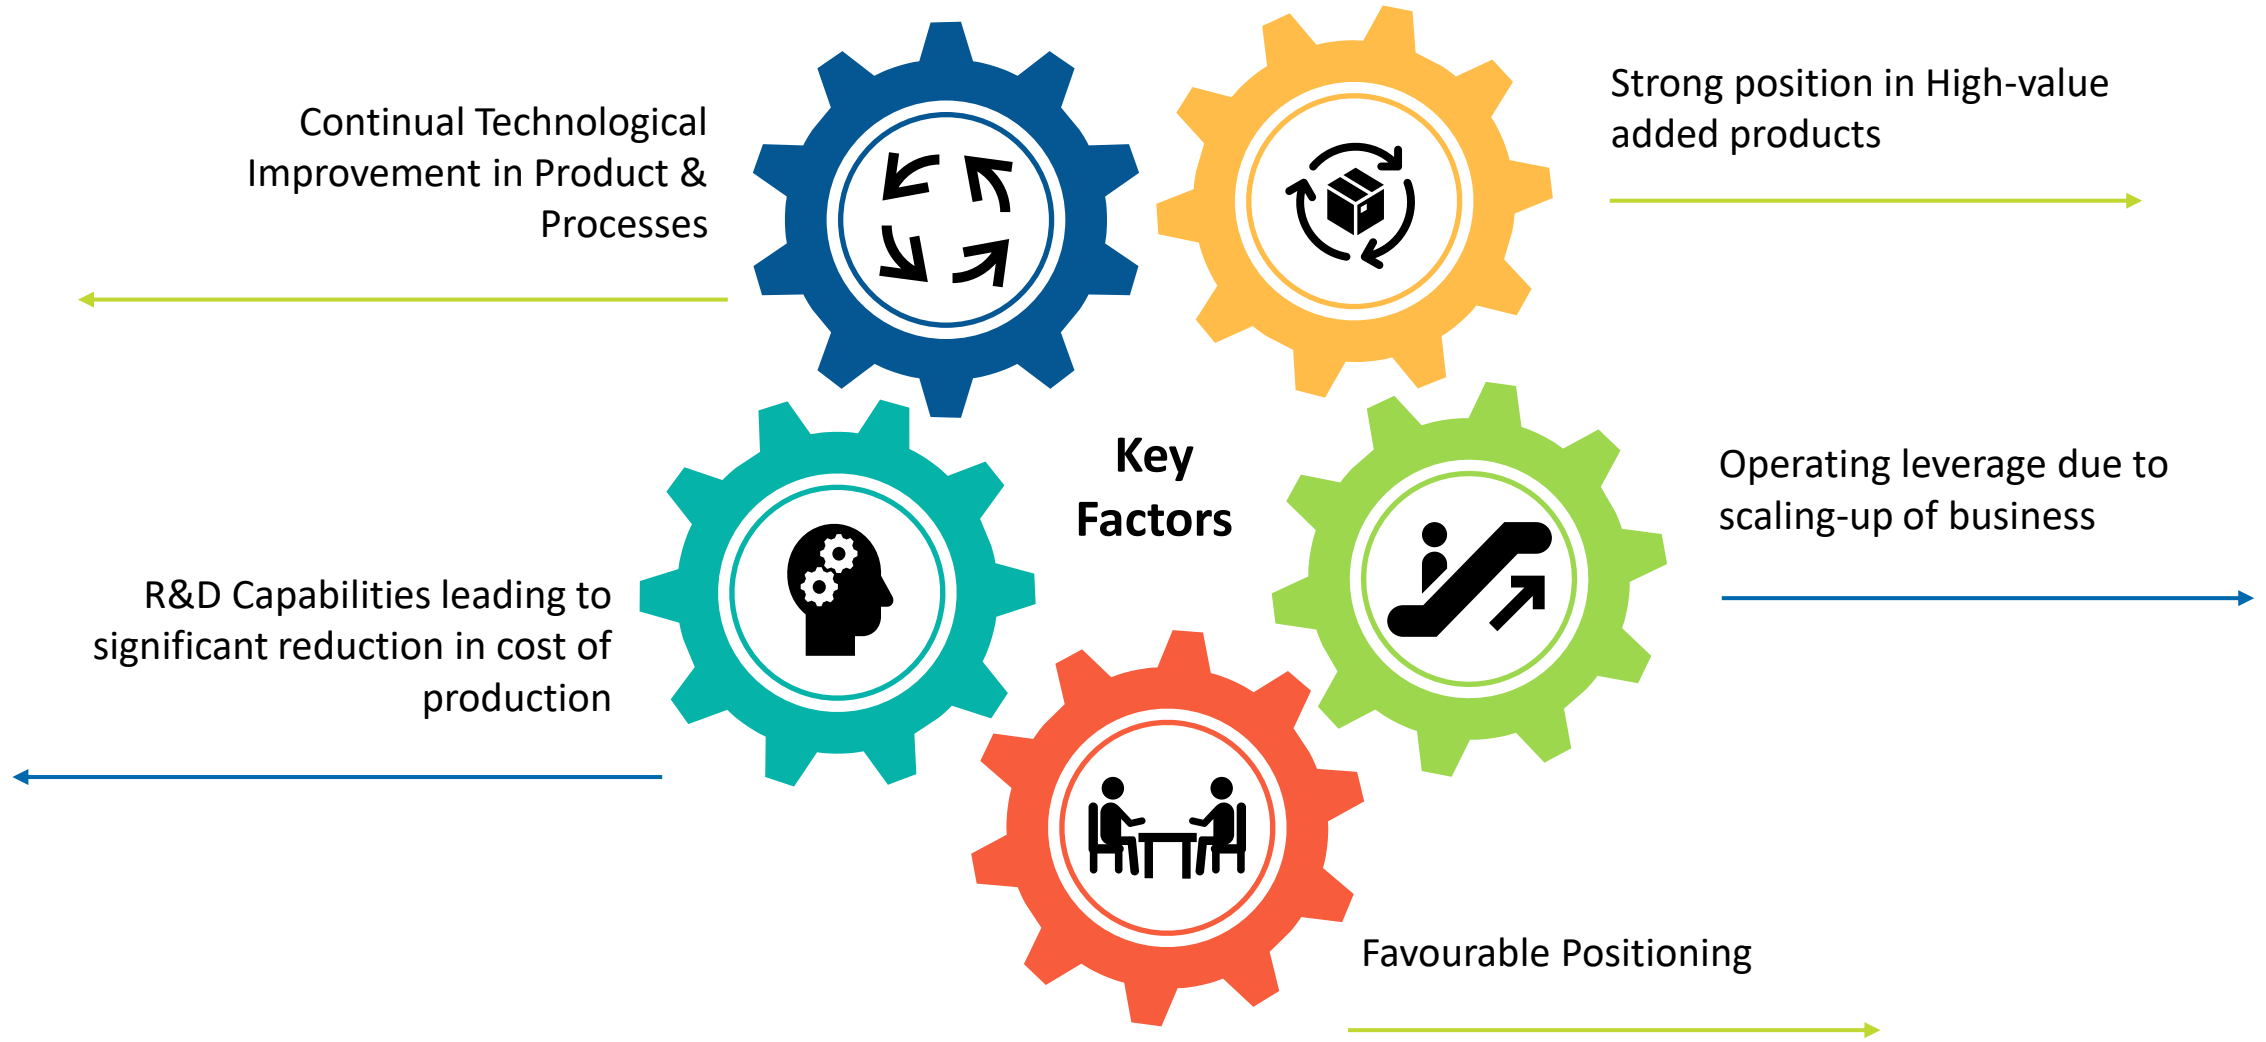 Continual Technological
Improvement in Product &
Processes
Strong position in High-value
added products
Key
Factors
Operating leverage due to
scaling-up of business
R&D Capabilities leading to
significant reduction in cost of
production
Favourable Positioning